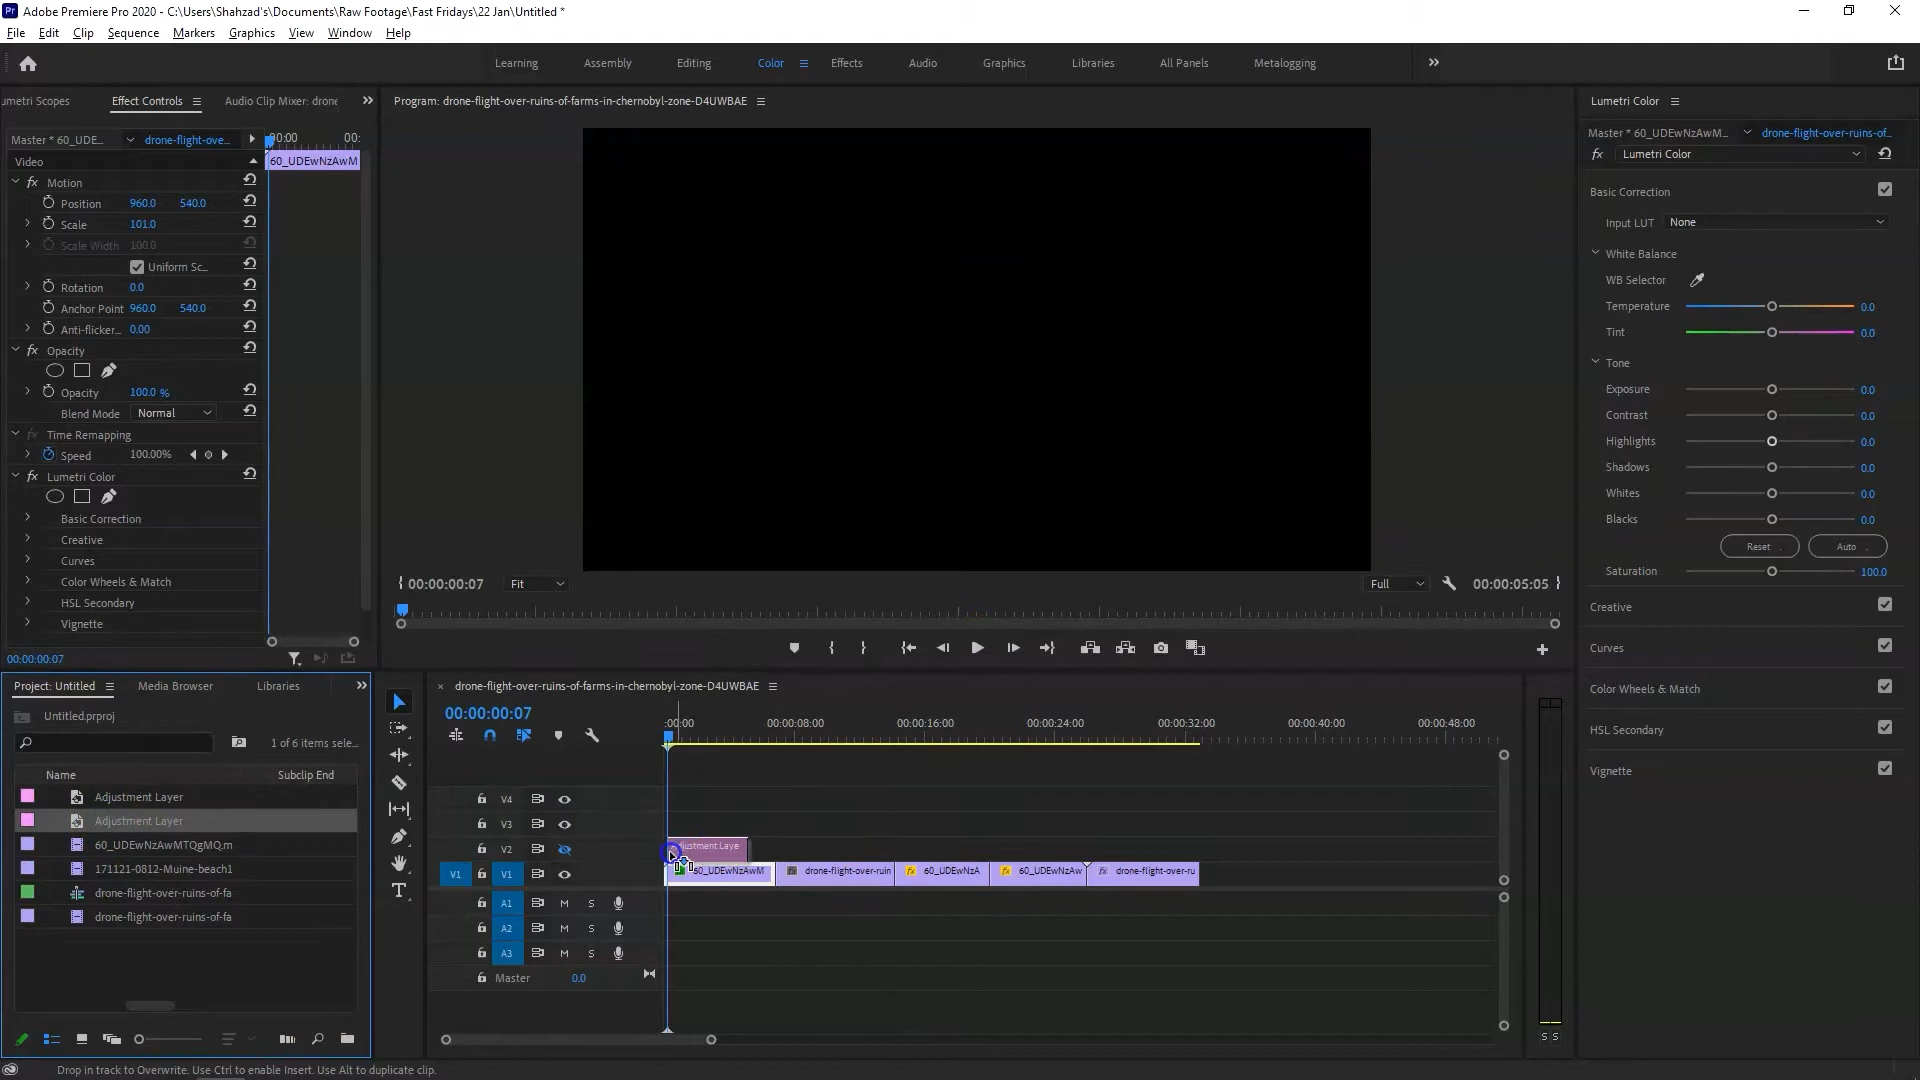 Adobe Premiere Pro 2020 - C:\Users\Shahzad's\Documents\Raw Footage\Fast Fridays\22 Jan\Untitled *
File Edit Clip Sequence Markers Graphics View Window Help
Learning Assembly Editing Color Effects Audio Graphics Libraries All Panels Metalogging
umetri Scopes Effect Controls Audio Clip Mixer: drone
Program: drone-flight-over-ruins-of-farms-in-chernobyl-zone-D4UWBAE
Lumetri Color
Master * 60_UDE... drone-flight-ove...
Video 60_UDEwNzAwM
Motion
Position 960.0 540.0
Scale 101.0
Scale Width 100.0
Uniform Sc...
Rotation 0.0
Anchor Point 960.0 540.0
Anti-flicker... 0.00
Opacity
Opacity 100.0 %
Blend Mode Normal
Time Remapping
Speed 100.00%
Lumetri Color
Basic Correction
Creative
Curves
Color Wheels & Match
HSL Secondary
Vignette
00:00:00:07
00:00:00:07 Fit Full 00:00:05:05
Master * 60_UDEwNzAwM... drone-flight-over-ruins-of...
fx Lumetri Color
Basic Correction
Input LUT None
White Balance
WB Selector
Temperature 0.0
Tint 0.0
Tone
Exposure 0.0
Contrast 0.0
Highlights 0.0
Shadows 0.0
Whites 0.0
Blacks 0.0
Reset Auto
Saturation 100.0
Creative
Curves
Color Wheels & Match
HSL Secondary
Vignette
Project: Untitled Media Browser Libraries
Untitled.prproj
1 of 6 items sele...
Name Subclip End
Adjustment Layer
Adjustment Layer
60_UDEwNzAwMTQgMQ.m
171121-0812-Muine-beach1
drone-flight-over-ruins-of-fa
drone-flight-over-ruins-of-fa
drone-flight-over-ruins-of-farms-in-chernobyl-zone-D4UWBAE
00:00:00:07
:00:00 00:00:08:00 00:00:16:00 00:00:24:00 00:00:32:00 00:00:40:00 00:00:48:00
V4
V3
V2 justment Laye
V1 V1 60_UDEwNzAwM drone-flight-over-ruin 60_UDEwNzA 60_UDEwNzAw drone-flight-over-ru
A1 M S
A2 M S
A3 M S
Master 0.0
S S
Drop in track to Overwrite. Use Ctrl to enable Insert. Use Alt to duplicate clip.